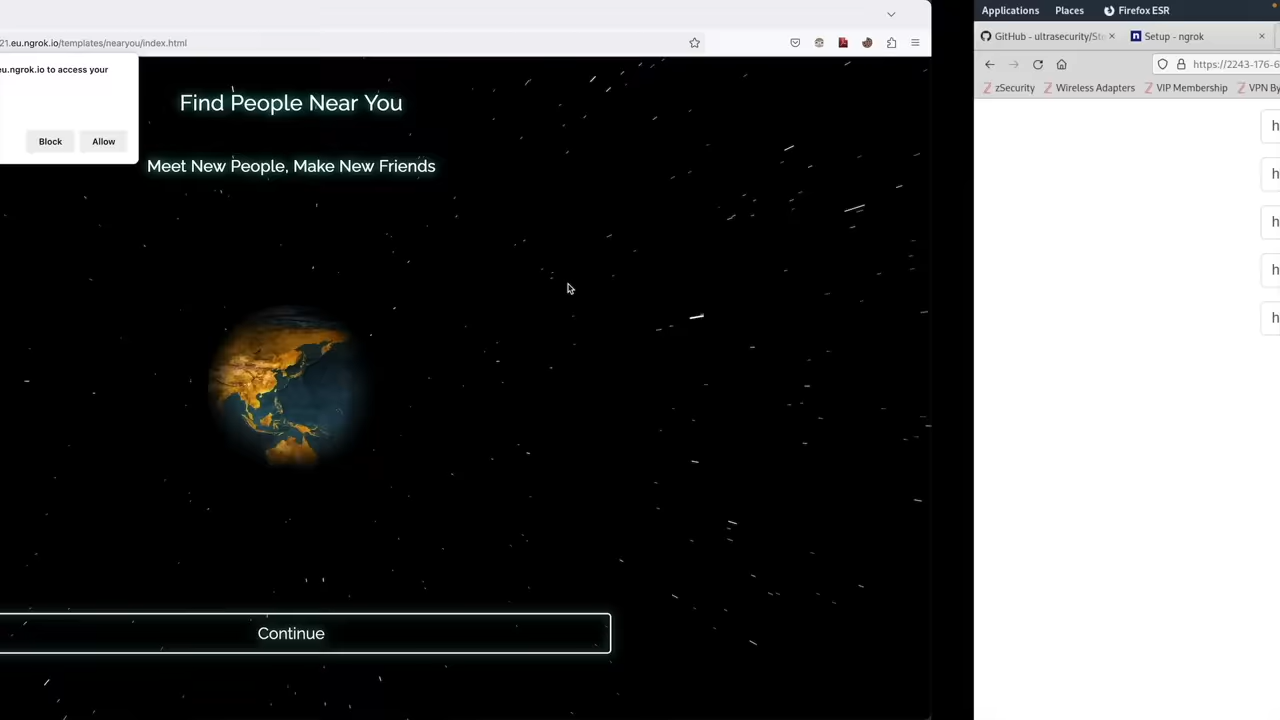 21.eu.ngrok.io/templates/nearyou/index.html
eu.ngrok.io to access your
Block
Allow
Find People Near You
Meet New People, Make New Friends
Continue
Applications
Places
Firefox ESR
GitHub - ultrasecurity/St
Setup - ngrok
https://2243-176-6
zSecurity
Wireless Adapters
VIP Membership
VPN By
h
h
h
h
h